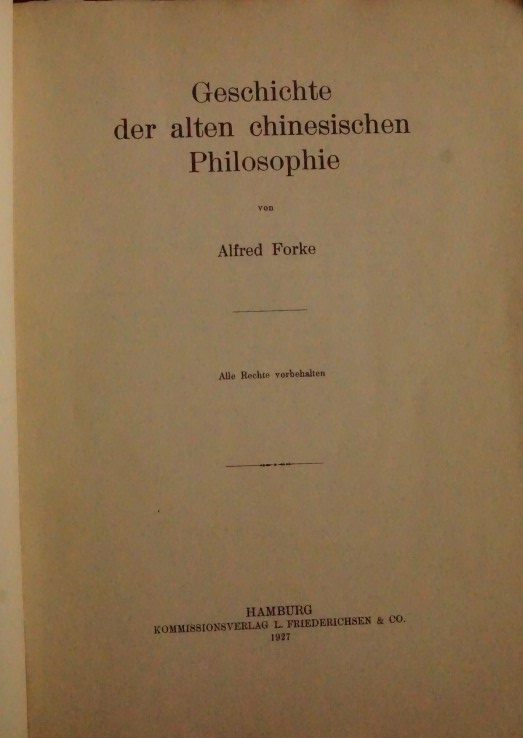 Geschichte
der alten chinesischen
Philosophie
von
Alfred Forke
Alle Rechte vorbehalten
HAMBURG
KOMMISSIONSVERLAG L. FRIEDERICHSEN & CO.
1927